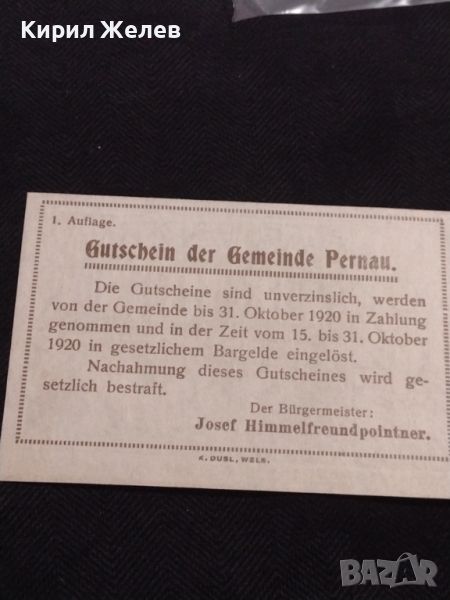 Кирил Желев
1. Auflage.
Gutschein der Gemeinde Pernau.
Die Gutscheine sind unverzinslich, werden
von der Gemeinde bis 31. Oktober 1920 in Zahlung
genommen und in der Zeit vom 15. bis 31. Oktober
1920 in gesetzlichem Bargelde eingelöst.
Nachahmung dieses Gutscheines wird ge-
setzlich bestraft.
Der Bürgermeister:
Josef Himmelfreundpointner.
K. DUSL, WELS.
BAZAR